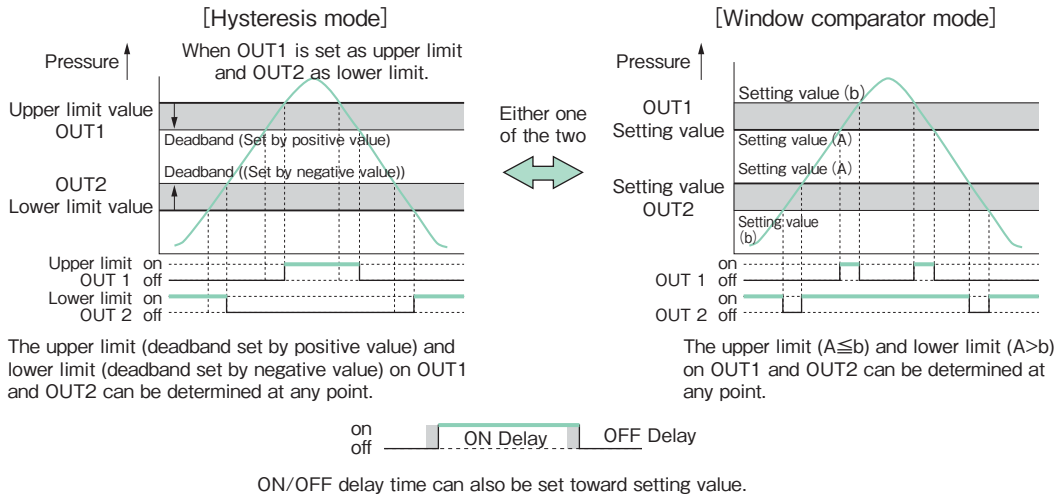 [Hysteresis mode]
When OUT1 is set as upper limit
and OUT2 as lower limit.
Pressure
Upper limit value
OUT1
Deadband (Set by positive value)
Deadband ((Set by negative value))
OUT2
Lower limit value
Upper limit on
OUT 1 off
Lower limit on
OUT 2 off
The upper limit (deadband set by positive value) and
lower limit (deadband set by negative value) on OUT1
and OUT2 can be determined at any point.
Either one
of the two
[Window comparator mode]
Pressure
Setting value (b)
OUT1
Setting value
Setting value (A)
Setting value (A)
Setting value
OUT2
Setting value
(b)
on
OUT 1 off
on
OUT 2 off
The upper limit (A≦b) and lower limit (A>b)
on OUT1 and OUT2 can be determined at
any point.
on
off
ON Delay
OFF Delay
ON/OFF delay time can also be set toward setting value.